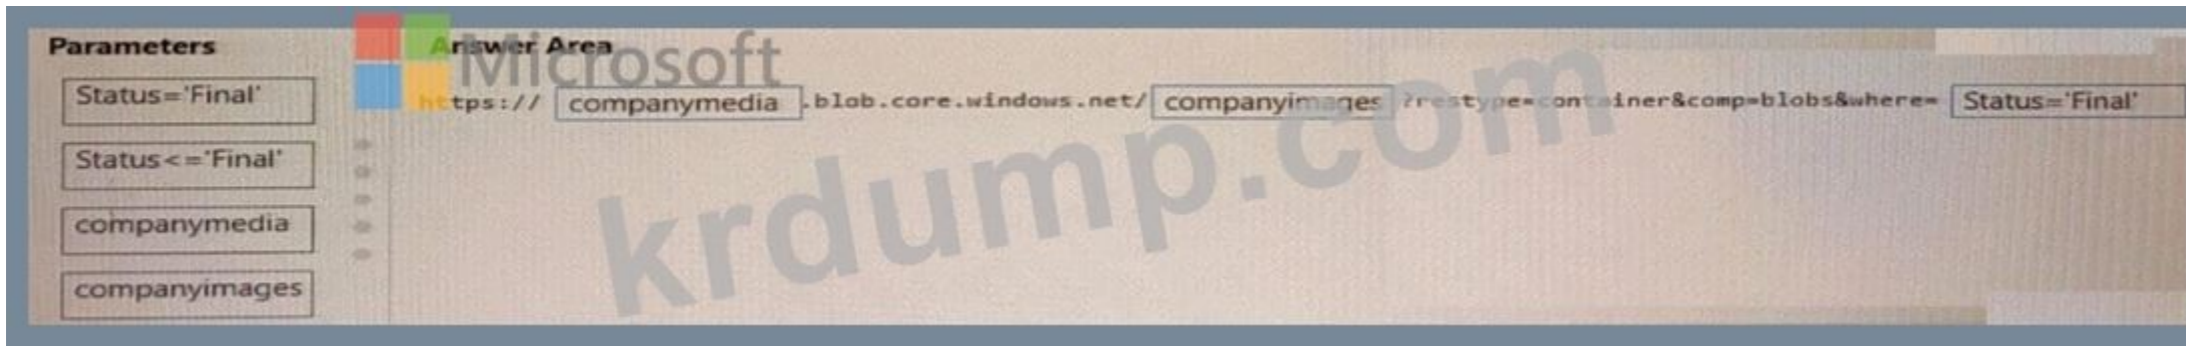 Parameters
Answer Area
Microsoft
Status='Final'
https:// companymedia .blob.core.windows.net/ companyimages ?restype=container&comp=blobs&where= Status='Final'
Status<='Final'
companymedia
companyimages
krdump.com